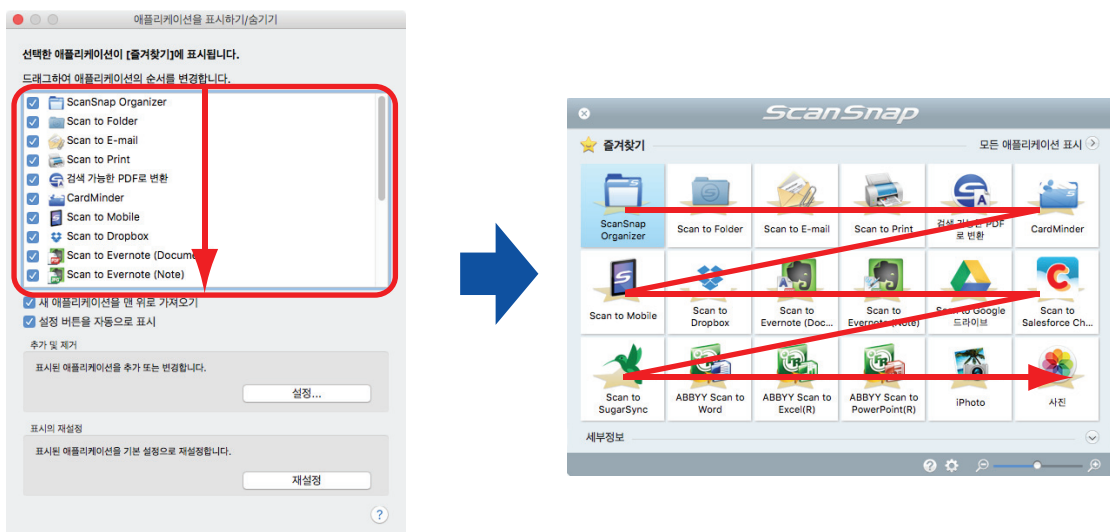 애플리케이션을 표시하기/숨기기
선택한 애플리케이션이 [즐겨찾기]에 표시됩니다.
드래그하여 애플리케이션의 순서를 변경합니다.
ScanSnap Organizer
Scan to Folder
Scan to E-mail
Scan to Print
검색 가능한 PDF로 변환
CardMinder
Scan to Mobile
Scan to Dropbox
Scan to Evernote (Docum
Scan to Evernote (Note)
새 애플리케이션을 맨 위로 가져오기
설정 버튼을 자동으로 표시
추가 및 제거
표시된 애플리케이션을 추가 또는 변경합니다.
설정...
표시의 재설정
표시된 애플리케이션을 기본 설정으로 재설정합니다.
재설정
?
ScanSnap
즐겨찾기
모든 애플리케이션 표시
ScanSnap
Organizer
Scan to Folder
Scan to E-mail
Scan to Print
검색 가능한 PDF
로 변환
CardMinder
Scan to Mobile
Scan to
Dropbox
Scan to
Evernote (Doc...
Scan to
Evernote (Note)
Scan to Google
드라이브
Scan to
Salesforce Ch...
Scan to
SugarSync
ABBYY Scan to
Word
ABBYY Scan to
Excel(R)
ABBYY Scan to
PowerPoint(R)
iPhoto
사진
세부정보
?